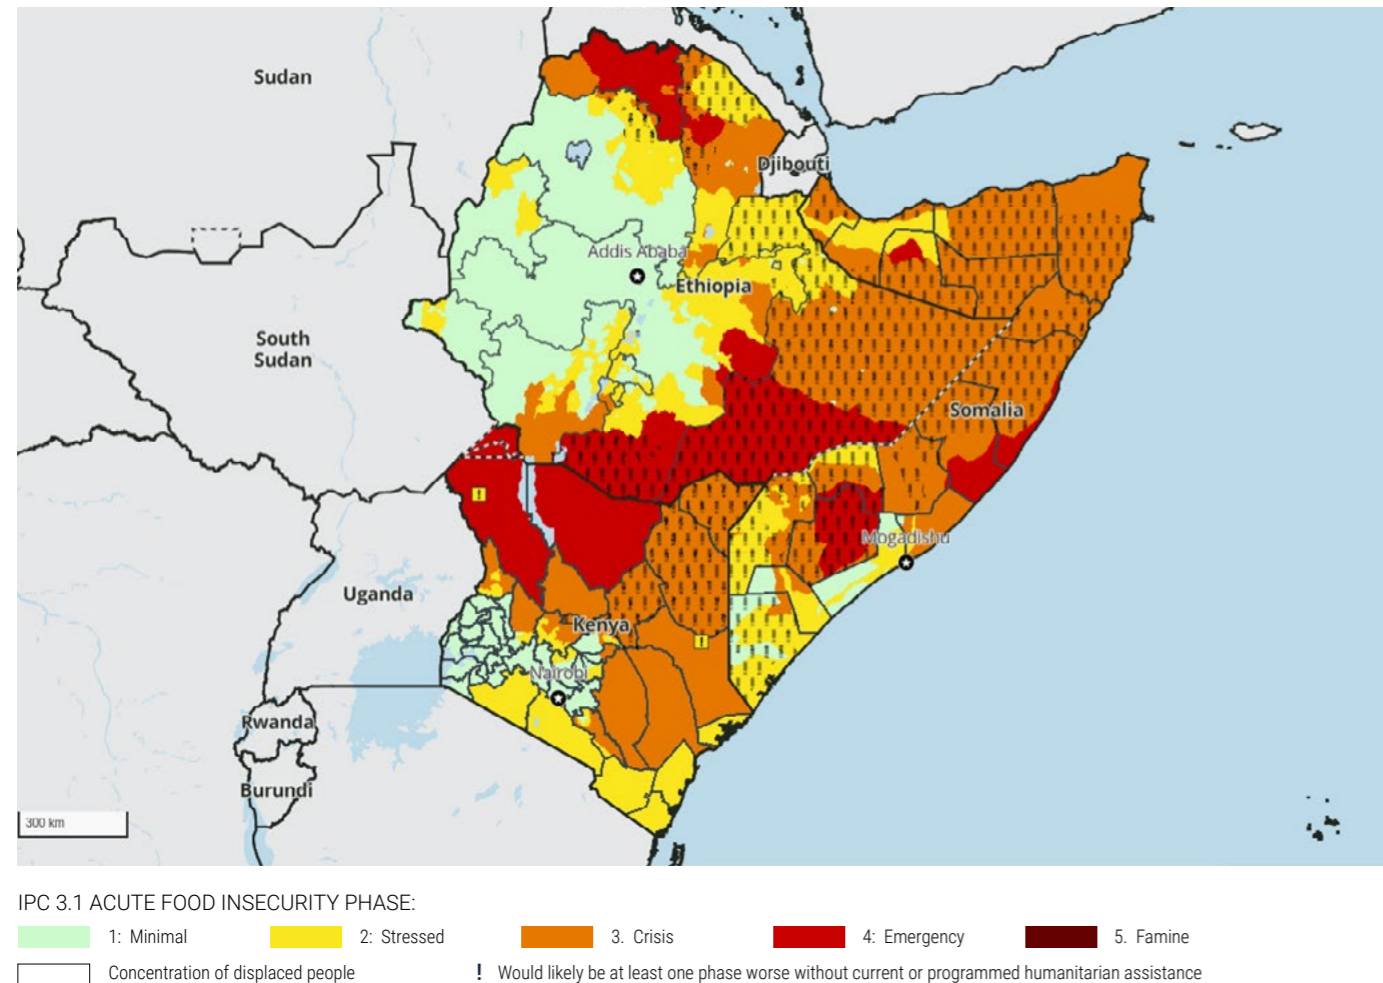 Sudan
Djibouti
Addis Ababa
Ethiopia
South
Sudan
Somalia
Mogadishu
Uganda
Kenya
Nairobi
Rwanda
Burundi
300 km
IPC 3.1 ACUTE FOOD INSECURITY PHASE:
1: Minimal 2: Stressed 3. Crisis 4: Emergency 5. Famine
Concentration of displaced people ! Would likely be at least one phase worse without current or programmed humanitarian assistance